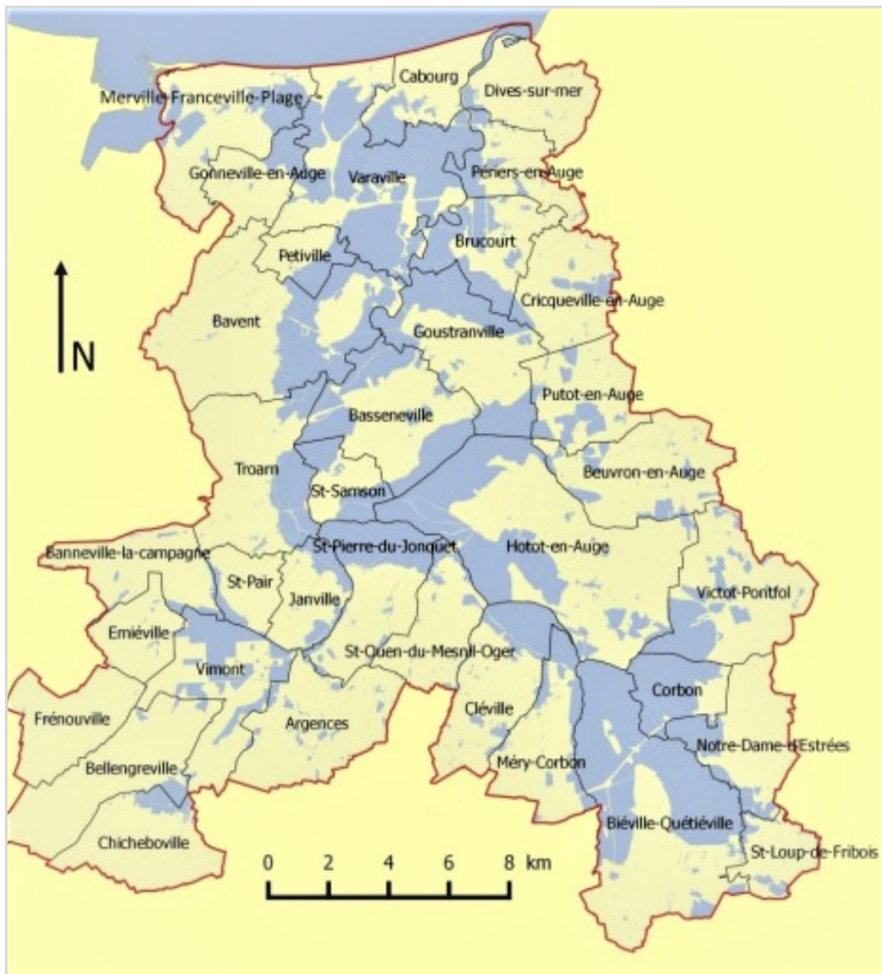 Cabourg
Dives-sur-mer
Merville-Franceville-Plage
Gonneville-en-Auge
Varaville
Périers-en-Auge
Petiville
Brucourt
Cricqueville-en-Auge
Bavent
Goustranville
N
Putot-en-Auge
Basseneville
Troarn
Beuvron-en-Auge
St-Samson
Banneville-la-campagne
St-Pierre-du-Jonquet
Hotot-en-Auge
St-Pair
Janville
Victot-Pontfol
Emiéville
St-Ouen-du-Mesnil-Oger
Vimont
Corbon
Frénouville
Argences
Cléville
Notre-Dame-d'Estrées
Bellengreville
Méry-Corbon
Biéville-Quétiéville
Chicheboville
St-Loup-de-Fribois
0 2 4 6 8 km